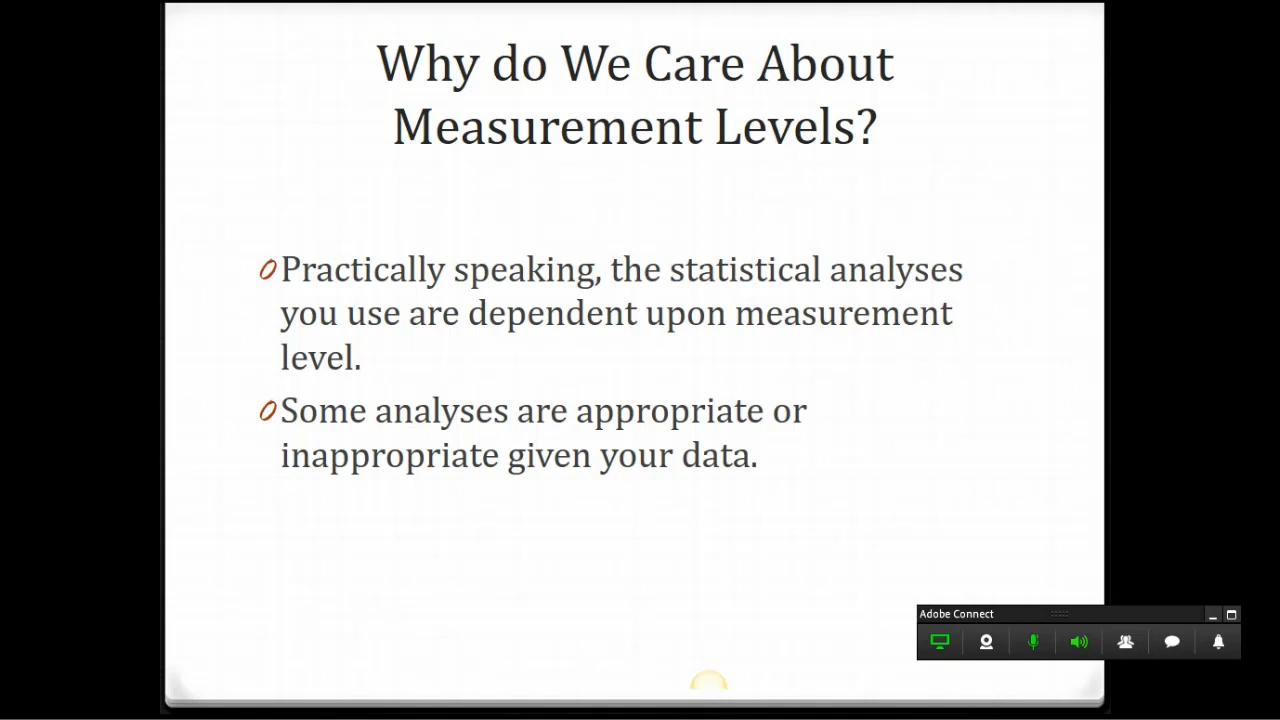 Why do We Care About
Measurement Levels?
Practically speaking, the statistical analyses
you use are dependent upon measurement
level.
Some analyses are appropriate or
inappropriate given your data.
Adobe Connect